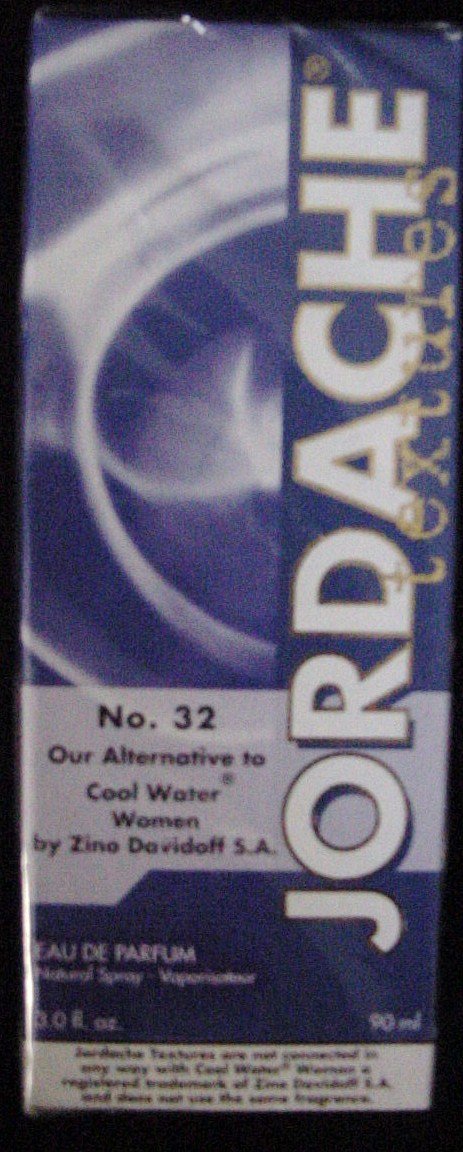 JORDACHE®
textures
No. 32
Our Alternative to
Cool Water®
Women
by Zino Davidoff S.A.
EAU DE PARFUM
Natural Spray - Vaporisateur
3.0 fl. oz. 90 ml
Jordache Textures are not connected in
any way with Cool Water® Women a
registered trademark of Zino Davidoff S.A.
and does not use the same fragrance.